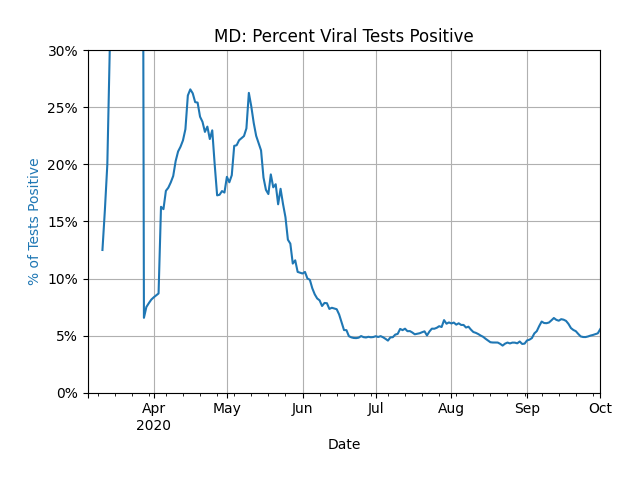 MD: Percent Viral Tests Positive
30%
25%
20%
15%
10%
5%
0%
% of Tests Positive
Apr May Jun Jul Aug Sep Oct
2020
Date